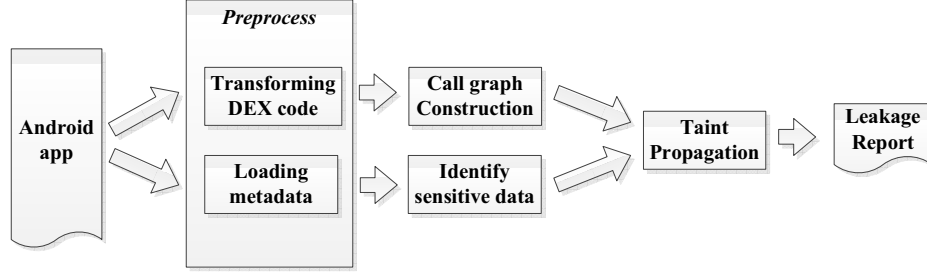 Preprocess
Android
app
Transforming
DEX code
Call graph
Construction
Loading
metadata
Identify
sensitive data
Taint
Propagation
Leakage
Report